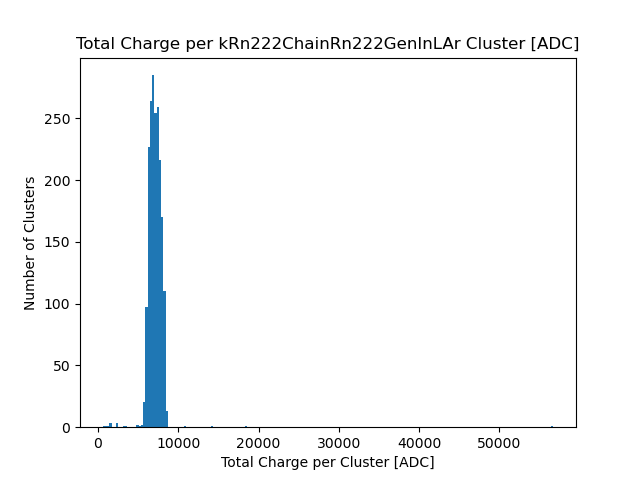 Total Charge per kRn222ChainRn222GenInLAr Cluster [ADC]
250
200
150
100
50
0
Number of Clusters
0 10000 20000 30000 40000 50000
Total Charge per Cluster [ADC]